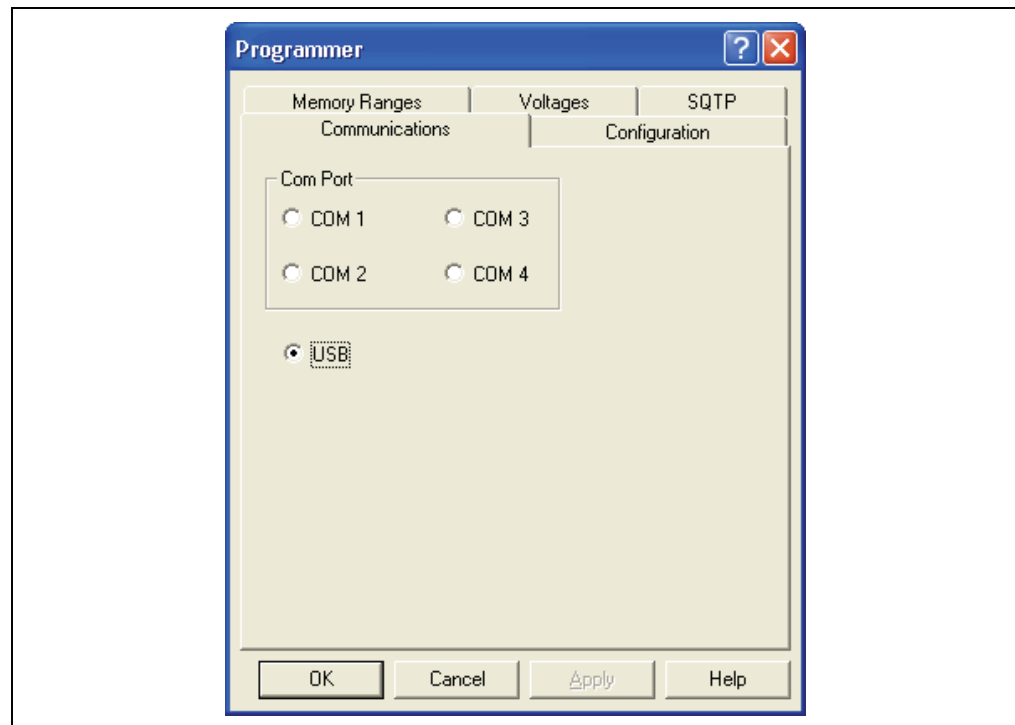 Programmer
Memory Ranges Voltages SQTP
Communications Configuration
Com Port
COM 1 COM 3
COM 2 COM 4
USB
OK Cancel Apply Help